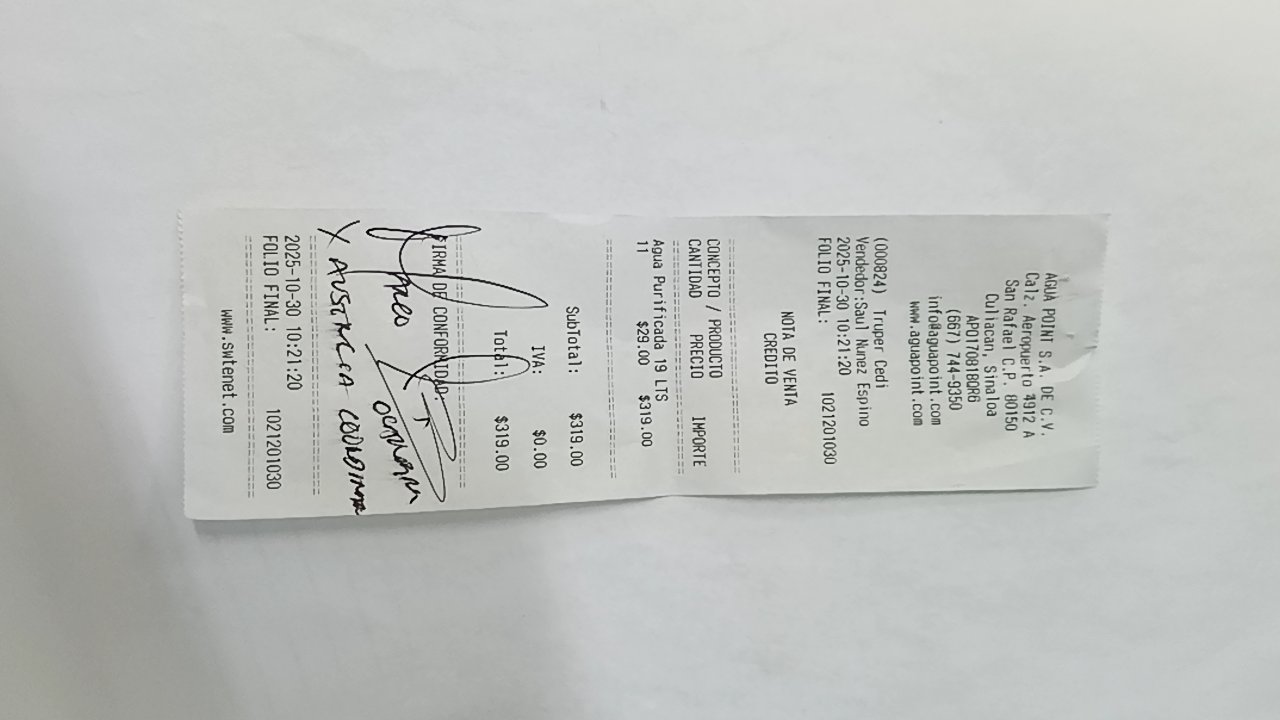 AGUA POINT S.A. DE C.V.
Calz. Aeropuerto 4912 A
San Rafael C.P. 80150
Culiacan, Sinaloa
APO170818QR6
(667) 744-9350
info@aguapoint.com
www.aguapoint.com
(000824) Truper Cedi
Vendedor:Saul Nunez Espino
2025-10-30 10:21:20
FOLIO FINAL: 1021201030
NOTA DE VENTA
CREDITO
CONCEPTO / PRODUCTO
CANTIDAD PRECIO IMPORTE
Agua Purificada 19 LTS
11 $29.00 $319.00
SubTotal: $319.00
IVA: $0.00
Total: $319.00
FIRMA DE CONFORMIDAD:
X
2025-10-30 10:21:20
FOLIO FINAL: 1021201030
www.swtenet.com